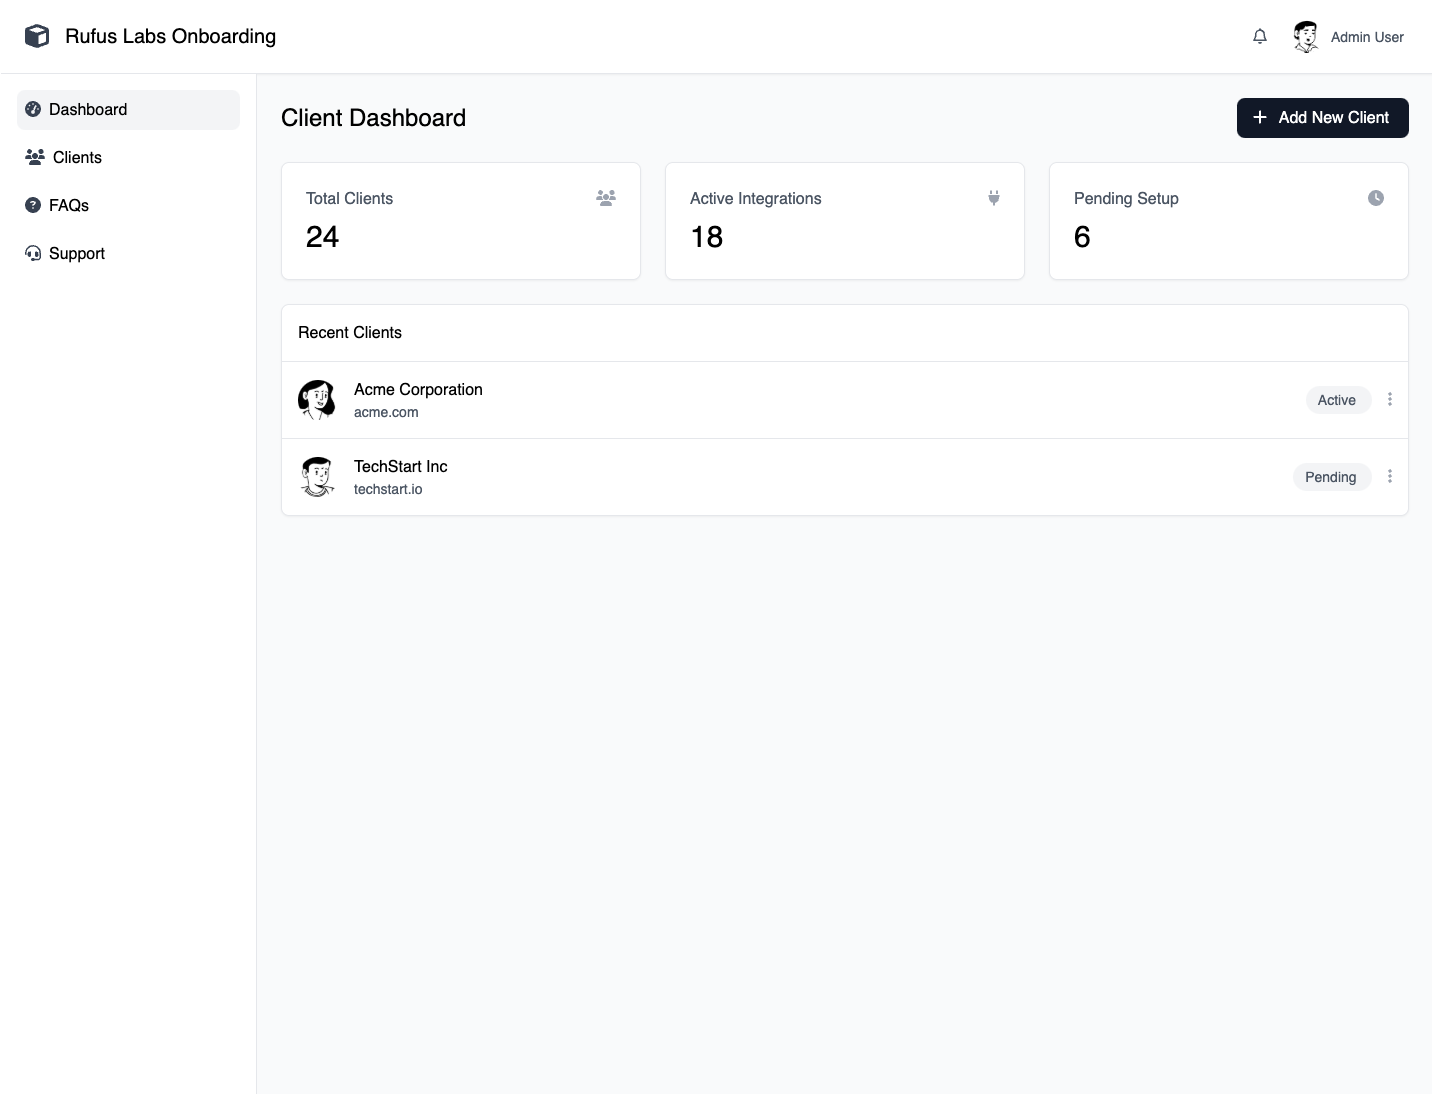 Rufus Labs Onboarding
Admin User
Dashboard
Clients
FAQs
Support
Client Dashboard
Add New Client
Total Clients
24
Active Integrations
18
Pending Setup
6
Recent Clients
Acme Corporation
acme.com
Active
TechStart Inc
techstart.io
Pending